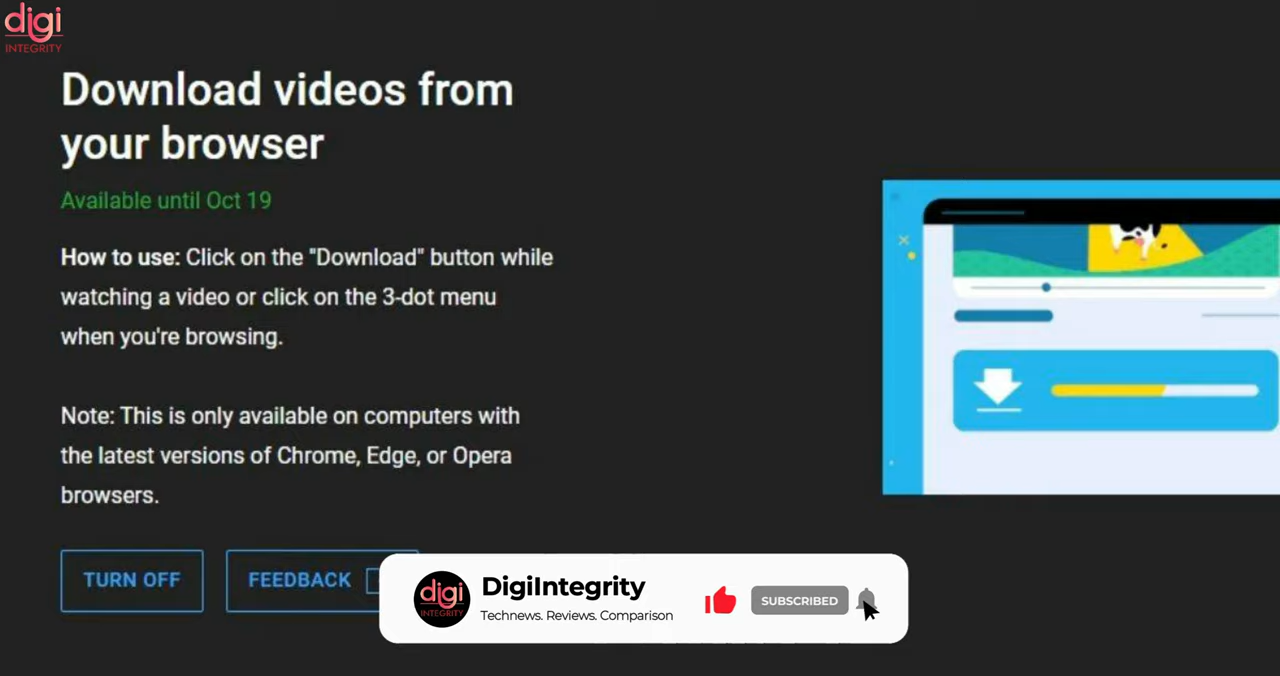 digi
INTEGRITY
Download videos from
your browser
Available until Oct 19
How to use: Click on the "Download" button while
watching a video or click on the 3-dot menu
when you're browsing.
Note: This is only available on computers with
the latest versions of Chrome, Edge, or Opera
browsers.
TURN OFF
FEEDBACK
digi
INTEGRITY
DigiIntegrity
Technews. Reviews. Comparison
SUBSCRIBED